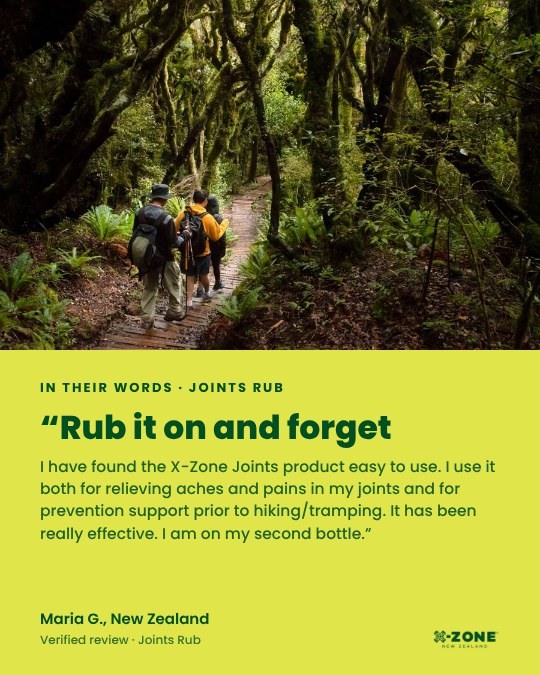 IN THEIR WORDS · JOINTS RUB
“Rub it on and forget
I have found the X-Zone Joints product easy to use. I use it
both for relieving aches and pains in my joints and for
prevention support prior to hiking/tramping. It has been
really effective. I am on my second bottle.”
Maria G., New Zealand
Verified review · Joints Rub
X-ZONE
NEW ZEALAND